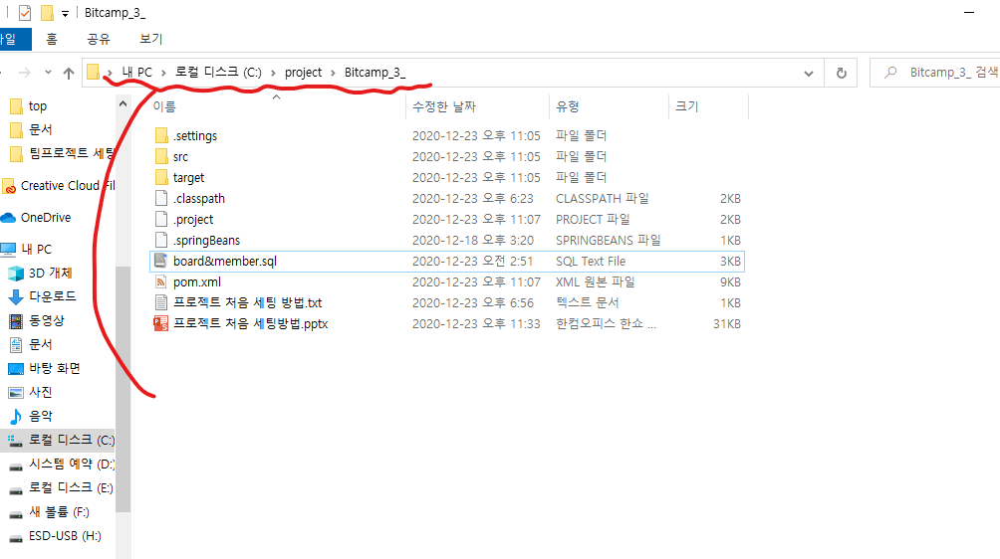 Bitcamp_3_
파일 홈 공유 보기
내 PC > 로컬 디스크 (C:) > project > Bitcamp_3_
Bitcamp_3_ 검색
top
문서
팀프로젝트 세팅
Creative Cloud Fil
OneDrive
내 PC
3D 개체
다운로드
동영상
문서
바탕 화면
사진
음악
로컬 디스크 (C:)
시스템 예약 (D:)
로컬 디스크 (E:)
새 볼륨 (F:)
ESD-USB (H:)
이름 수정한 날짜 유형 크기
.settings 2020-12-23 오후 11:05 파일 폴더
src 2020-12-23 오후 11:05 파일 폴더
target 2020-12-23 오후 11:05 파일 폴더
.classpath 2020-12-23 오후 6:23 CLASSPATH 파일 2KB
.project 2020-12-23 오후 11:07 PROJECT 파일 2KB
.springBeans 2020-12-18 오후 3:20 SPRINGBEANS 파일 1KB
board&member.sql 2020-12-23 오전 2:51 SQL Text File 3KB
pom.xml 2020-12-23 오후 11:07 XML 원본 파일 9KB
프로젝트 처음 세팅 방법.txt 2020-12-23 오후 6:56 텍스트 문서 1KB
프로젝트 처음 세팅방법.pptx 2020-12-23 오후 11:33 한컴오피스 한쇼 ... 31KB